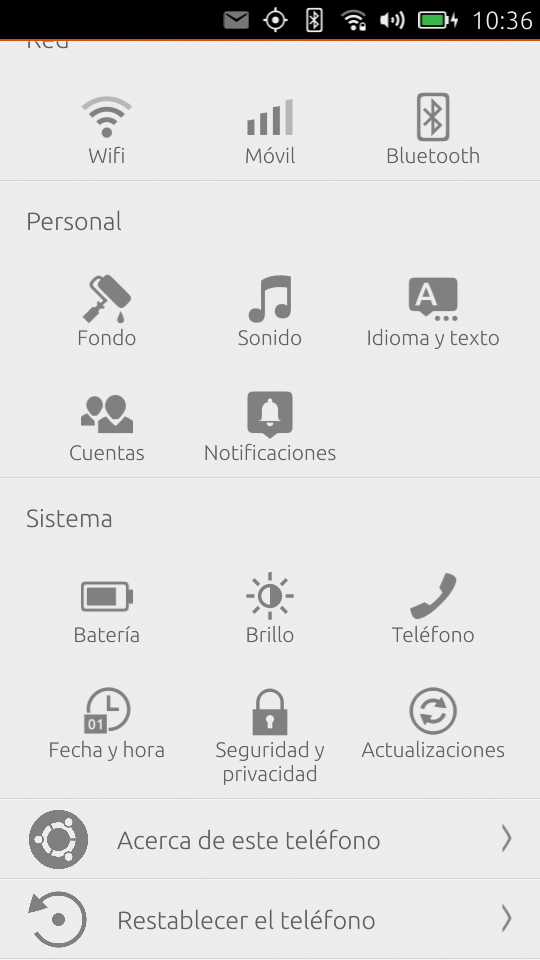 10:36
Red
Wifi
Móvil
Bluetooth
Personal
Fondo
Sonido
A
Idioma y texto
Cuentas
Notificaciones
Sistema
Batería
Brillo
Teléfono
01
Fecha y hora
Seguridad y
privacidad
Actualizaciones
Acerca de este teléfono
Restablecer el teléfono